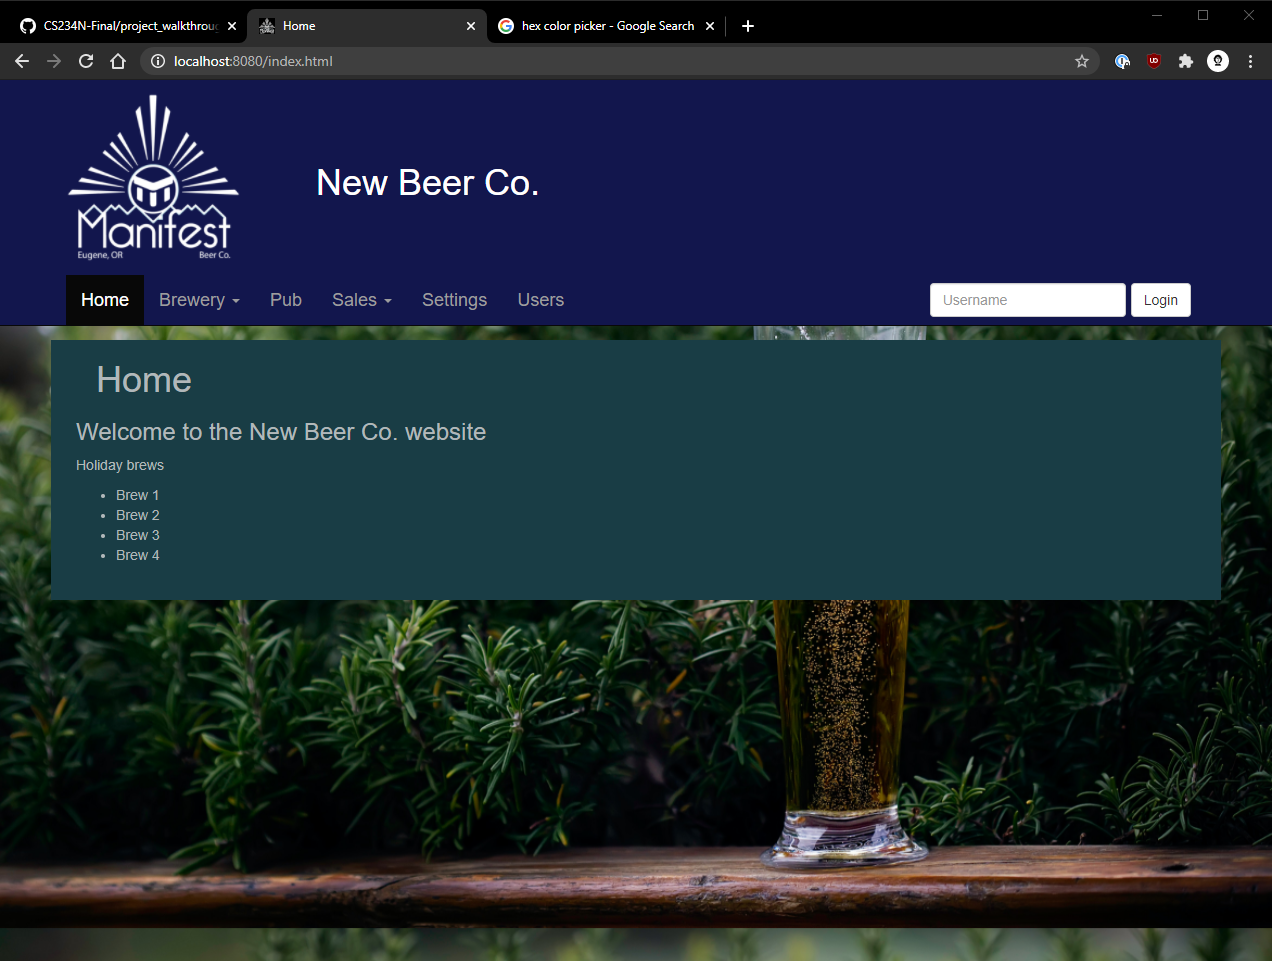 CS234N-Final/project_walkthroug
Home
hex color picker - Google Search
localhost:8080/index.html
Manifest
Eugene, OR Beer Co.
New Beer Co.
Home Brewery Pub Sales Settings Users Username Login
Home
Welcome to the New Beer Co. website
Holiday brews
Brew 1
Brew 2
Brew 3
Brew 4